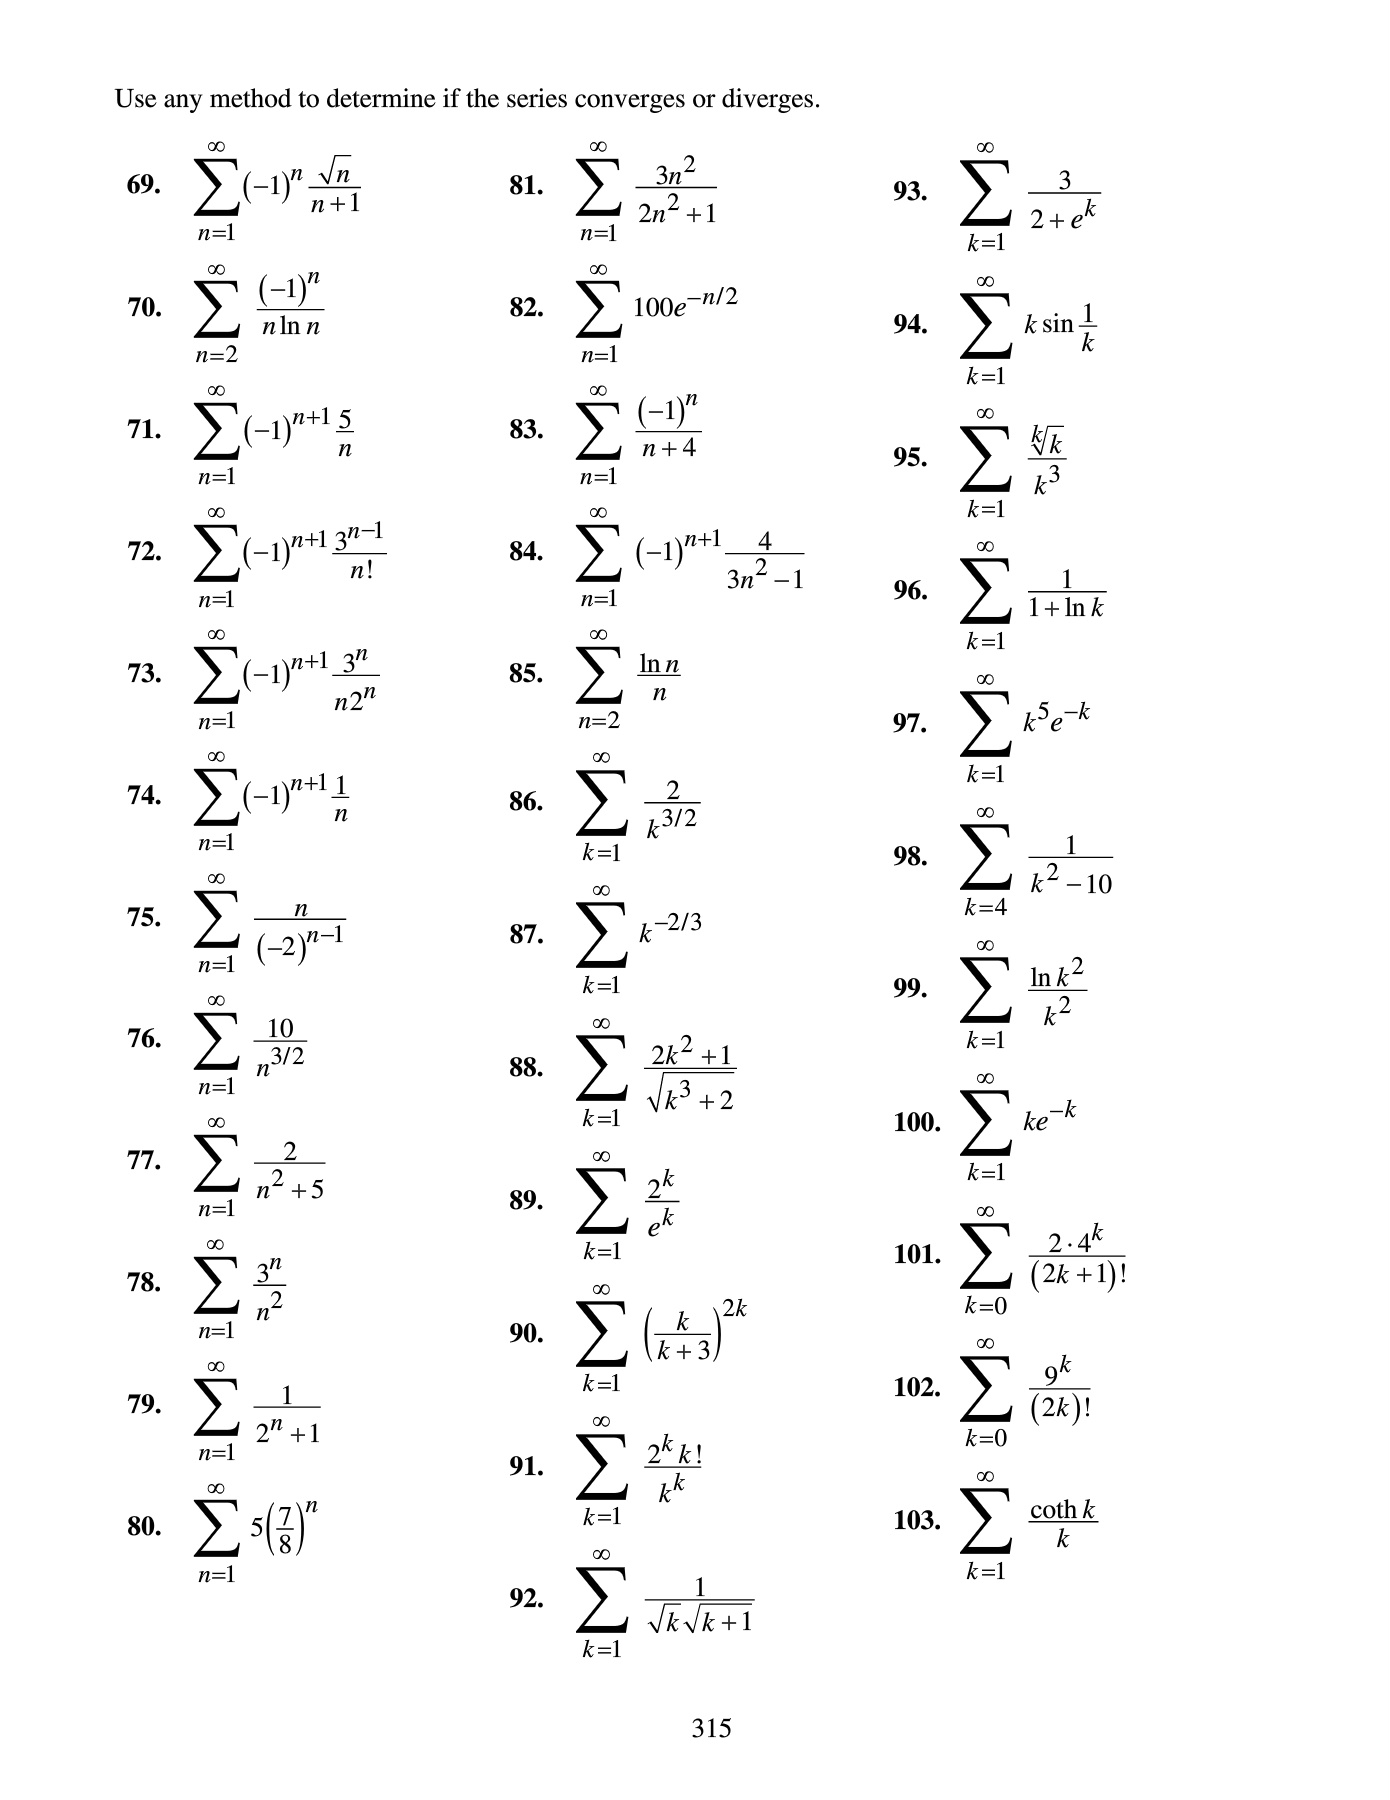 Use any method to determine if the series converges or diverges.
69. $\sum_{n=1}^{\infty} (-1)^n \frac{\sqrt{n}}{n+1}$
70. $\sum_{n=2}^{\infty} \frac{(-1)^n}{n \ln n}$
71. $\sum_{n=1}^{\infty} (-1)^{n+1} \frac{5}{n}$
72. $\sum_{n=1}^{\infty} (-1)^{n+1} \frac{3^{n-1}}{n!}$
73. $\sum_{n=1}^{\infty} (-1)^{n+1} \frac{3^n}{n2^n}$
74. $\sum_{n=1}^{\infty} (-1)^{n+1} \frac{1}{n}$
75. $\sum_{n=1}^{\infty} \frac{n}{(-2)^{n-1}}$
76. $\sum_{n=1}^{\infty} \frac{10}{n^{3/2}}$
77. $\sum_{n=1}^{\infty} \frac{2}{n^2+5}$
78. $\sum_{n=1}^{\infty} \frac{3^n}{n^2}$
79. $\sum_{n=1}^{\infty} \frac{1}{2^n+1}$
80. $\sum_{n=1}^{\infty} 5\left(\frac{7}{8}\right)^n$
81. $\sum_{n=1}^{\infty} \frac{3n^2}{2n^2+1}$
82. $\sum_{n=1}^{\infty} 100e^{-n/2}$
83. $\sum_{n=1}^{\infty} \frac{(-1)^n}{n+4}$
84. $\sum_{n=1}^{\infty} (-1)^{n+1} \frac{4}{3n^2-1}$
85. $\sum_{n=2}^{\infty} \frac{\ln n}{n}$
86. $\sum_{k=1}^{\infty} \frac{2}{k^{3/2}}$
87. $\sum_{k=1}^{\infty} k^{-2/3}$
88. $\sum_{k=1}^{\infty} \frac{2k^2+1}{\sqrt{k^3+2}}$
89. $\sum_{k=1}^{\infty} \frac{2^k}{e^k}$
90. $\sum_{k=1}^{\infty} \left(\frac{k}{k+3}\right)^{2k}$
91. $\sum_{k=1}^{\infty} \frac{2^k k!}{k^k}$
92. $\sum_{k=1}^{\infty} \frac{1}{\sqrt{k}\sqrt{k+1}}$
93. $\sum_{k=1}^{\infty} \frac{3}{2+e^k}$
94. $\sum_{k=1}^{\infty} k \sin \frac{1}{k}$
95. $\sum_{k=1}^{\infty} \frac{\sqrt[k]{k}}{k^3}$
96. $\sum_{k=1}^{\infty} \frac{1}{1+\ln k}$
97. $\sum_{k=1}^{\infty} k^5 e^{-k}$
98. $\sum_{k=4}^{\infty} \frac{1}{k^2-10}$
99. $\sum_{k=1}^{\infty} \frac{\ln k^2}{k^2}$
100. $\sum_{k=1}^{\infty} ke^{-k}$
101. $\sum_{k=0}^{\infty} \frac{2 \cdot 4^k}{(2k+1)!}$
102. $\sum_{k=0}^{\infty} \frac{9^k}{(2k)!}$
103. $\sum_{k=1}^{\infty} \frac{\coth k}{k}$
315